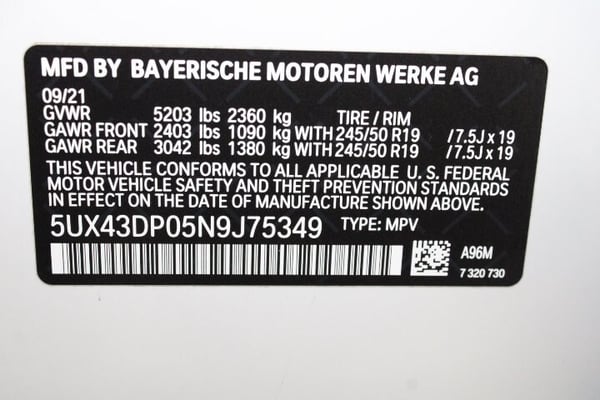 MFD BY BAYERISCHE MOTOREN WERKE AG
09/21
GVWR 5203 lbs 2360 kg TIRE / RIM
GAWR FRONT 2403 lbs 1090 kg WITH 245/50 R19 /7.5J x 19
GAWR REAR 3042 lbs 1380 kg WITH 245/50 R19 /7.5J x 19
THIS VEHICLE CONFORMS TO ALL APPLICABLE U. S. FEDERAL
MOTOR VEHICLE SAFETY AND THEFT PREVENTION STANDARDS
IN EFFECT ON THE DATE OF MANUFACTURE SHOWN ABOVE.
5UX43DP05N9J75349 TYPE: MPV
A96M
7 320 730